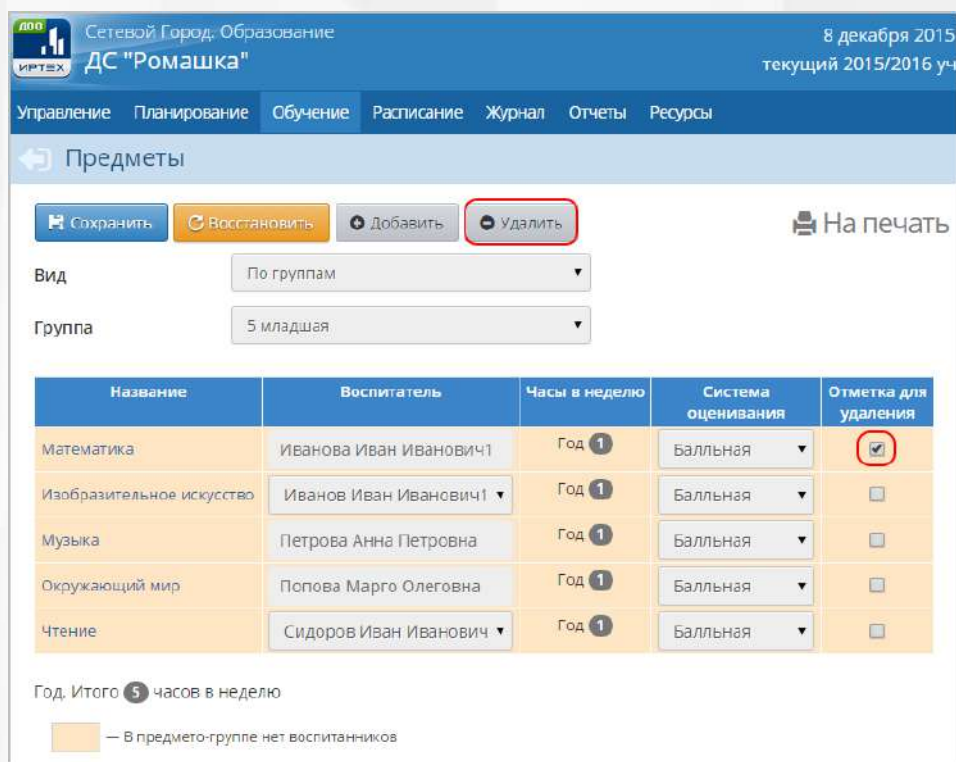 ДОО
ИРТЕХ
Сетевой Город. Образование
ДС "Ромашка"
8 декабря 2015
текущий 2015/2016 уч
Управление Планирование Обучение Расписание Журнал Отчеты Ресурсы
Предметы
Сохранить Восстановить Добавить Удалить На печать
Вид По группам
Группа 5 младшая
Название Воспитатель Часы в неделю Система оценивания Отметка для удаления
Математика Иванова Иван Иванович1 Год 1 Балльная
Изобразительное искусство Иванов Иван Иванович1 Год 1 Балльная
Музыка Петрова Анна Петровна Год 1 Балльная
Окружающий мир Попова Марго Олеговна Год 1 Балльная
Чтение Сидоров Иван Иванович Год 1 Балльная
Год. Итого 5 часов в неделю
— В предмето-группе нет воспитанников